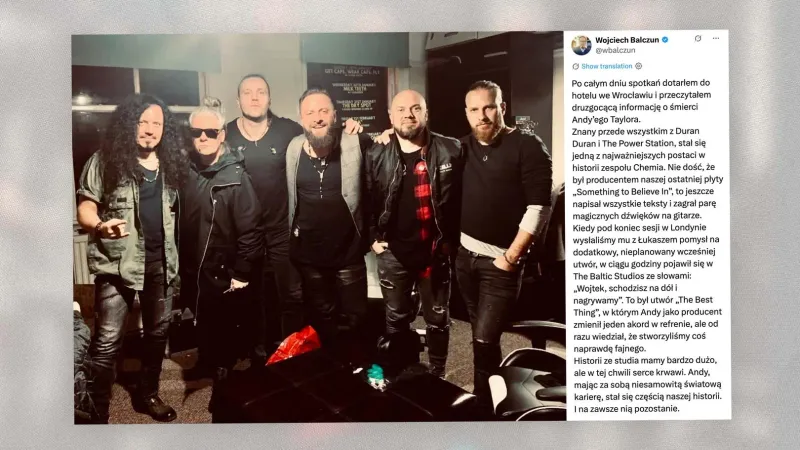 Wojciech Balczun
@wbalczun
Show translation
Po całym dniu spotkań dotarłem do
hotelu we Wrocławiu i przeczytałem
druzgocącą informację o śmierci
Andy'ego Taylora.
Znany przede wszystkim z Duran
Duran i The Power Station, stał się
jedną z najważniejszych postaci w
historii zespołu Chemia. Nie dość, że
był producentem naszej ostatniej płyty
„Something to Believe In”, to jeszcze
napisał wszystkie teksty i zagrał parę
magicznych dźwięków na gitarze.
Kiedy pod koniec sesji w Londynie
wysłaliśmy mu z Łukaszem pomysł na
dodatkowy, nieplanowany wcześniej
utwór, w ciągu godziny pojawił się w
The Baltic Studios ze słowami:
„Wojtek, schodzisz na dół i
nagrywamy”. To był utwór „The Best
Thing”, w którym Andy jako producent
zmienił jeden akord w refrenie, ale od
razu wiedział, że stworzyliśmy coś
naprawdę fajnego.
Historii ze studia mamy bardzo dużo,
ale w tej chwili serce krwawi. Andy,
mając za sobą niesamowitą światową
karierę, stał się częścią naszej historii.
I na zawsze nią pozostanie.